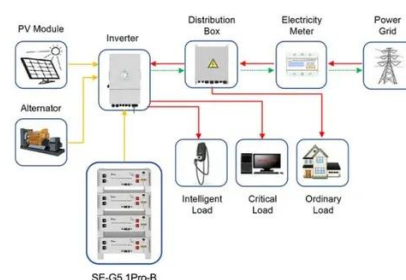 Distribution
Box
Electricity
Meter
Power
Grid
PV Module
Inverter
Alternator
Intelligent
Load
Critical
Load
Ordinary
Load
SE-G5.1Pro-B